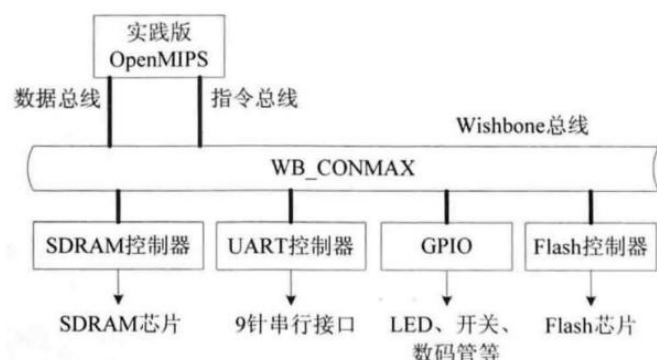 实践版
OpenMIPS
数据总线
指令总线
Wishbone总线
WB_CONMAX
SDRAM控制器
UART控制器
GPIO
Flash控制器
SDRAM芯片
9针串行接口
LED、开关、
数码管等
Flash芯片